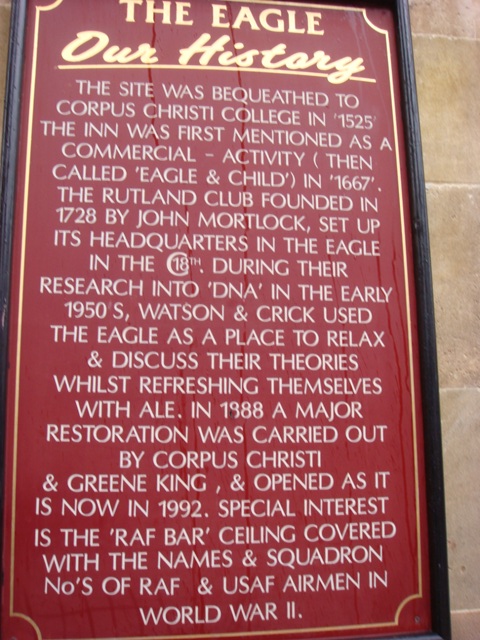 THE EAGLE
Our History
THE SITE WAS BEQUEATHED TO
CORPUS CHRISTI COLLEGE IN '1525'
THE INN WAS FIRST MENTIONED AS A
COMMERCIAL - ACTIVITY ( THEN
CALLED 'EAGLE & CHILD') IN '1667'.
THE RUTLAND CLUB FOUNDED IN
1728 BY JOHN MORTLOCK, SET UP
ITS HEADQUARTERS IN THE EAGLE
IN THE C18TH. DURING THEIR
RESEARCH INTO 'DNA' IN THE EARLY
1950'S, WATSON & CRICK USED
THE EAGLE AS A PLACE TO RELAX
& DISCUSS THEIR THEORIES
WHILST REFRESHING THEMSELVES
WITH ALE. IN 1888 A MAJOR
RESTORATION WAS CARRIED OUT
BY CORPUS CHRISTI
& GREENE KING , & OPENED AS IT
IS NOW IN 1992. SPECIAL INTEREST
IS THE 'RAF BAR' CEILING COVERED
WITH THE NAMES & SQUADRON
No'S OF RAF & USAF AIRMEN IN
WORLD WAR II.